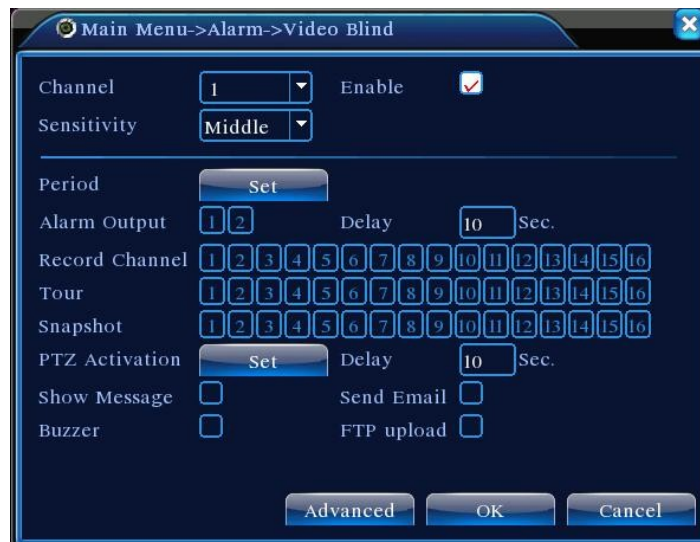 Main Menu->Alarm->Video Blind
Channel 1 Enable
Sensitivity Middle
Period Set
Alarm Output 1 2 Delay 10 Sec.
Record Channel 1 2 3 4 5 6 7 8 9 10 11 12 13 14 15 16
Tour 1 2 3 4 5 6 7 8 9 10 11 12 13 14 15 16
Snapshot 1 2 3 4 5 6 7 8 9 10 11 12 13 14 15 16
PTZ Activation Set Delay 10 Sec.
Show Message Send Email
Buzzer FTP upload
Advanced OK Cancel